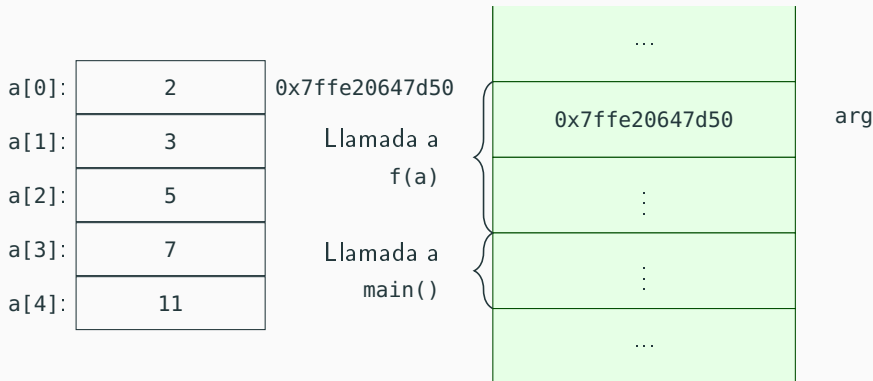 a[0]: 2 0x7ffe20647d50
a[1]: 3
a[2]: 5
a[3]: 7
a[4]: 11
...
Llamada a
f(a)
0x7ffe20647d50
arg
⋮
Llamada a
main()
⋮
...